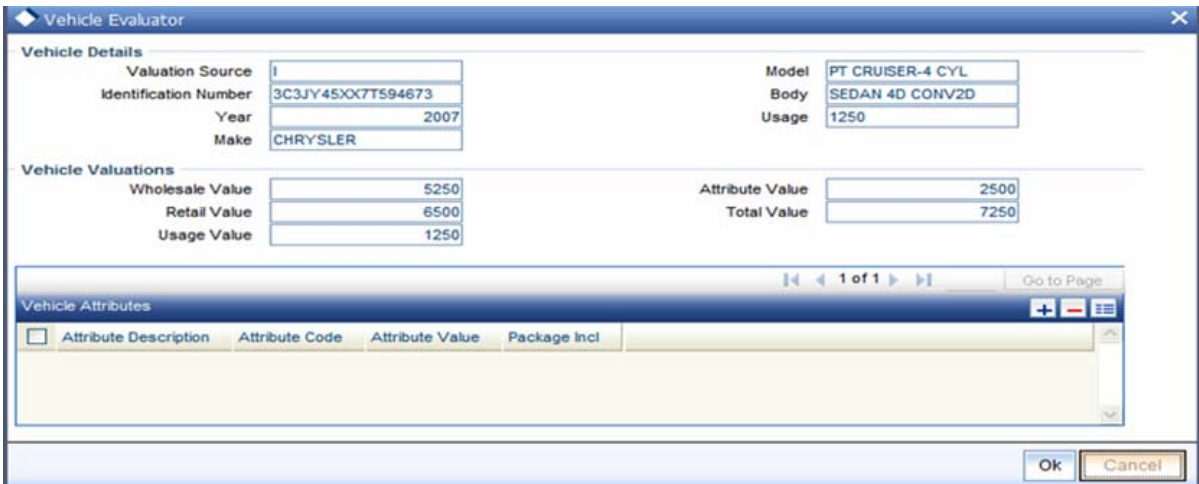 Vehicle Evaluator
Vehicle Details
Valuation Source I Model PT CRUISER-4 CYL
Identification Number 3C3JY45XX7T594673 Body SEDAN 4D CONV2D
Year 2007 Usage 1250
Make CHRYSLER
Vehicle Valuations
Wholesale Value 5250 Attribute Value 2500
Retail Value 6500 Total Value 7250
Usage Value 1250
1 of 1 Go to Page
Vehicle Attributes
Attribute Description Attribute Code Attribute Value Package Incl
Ok Cancel